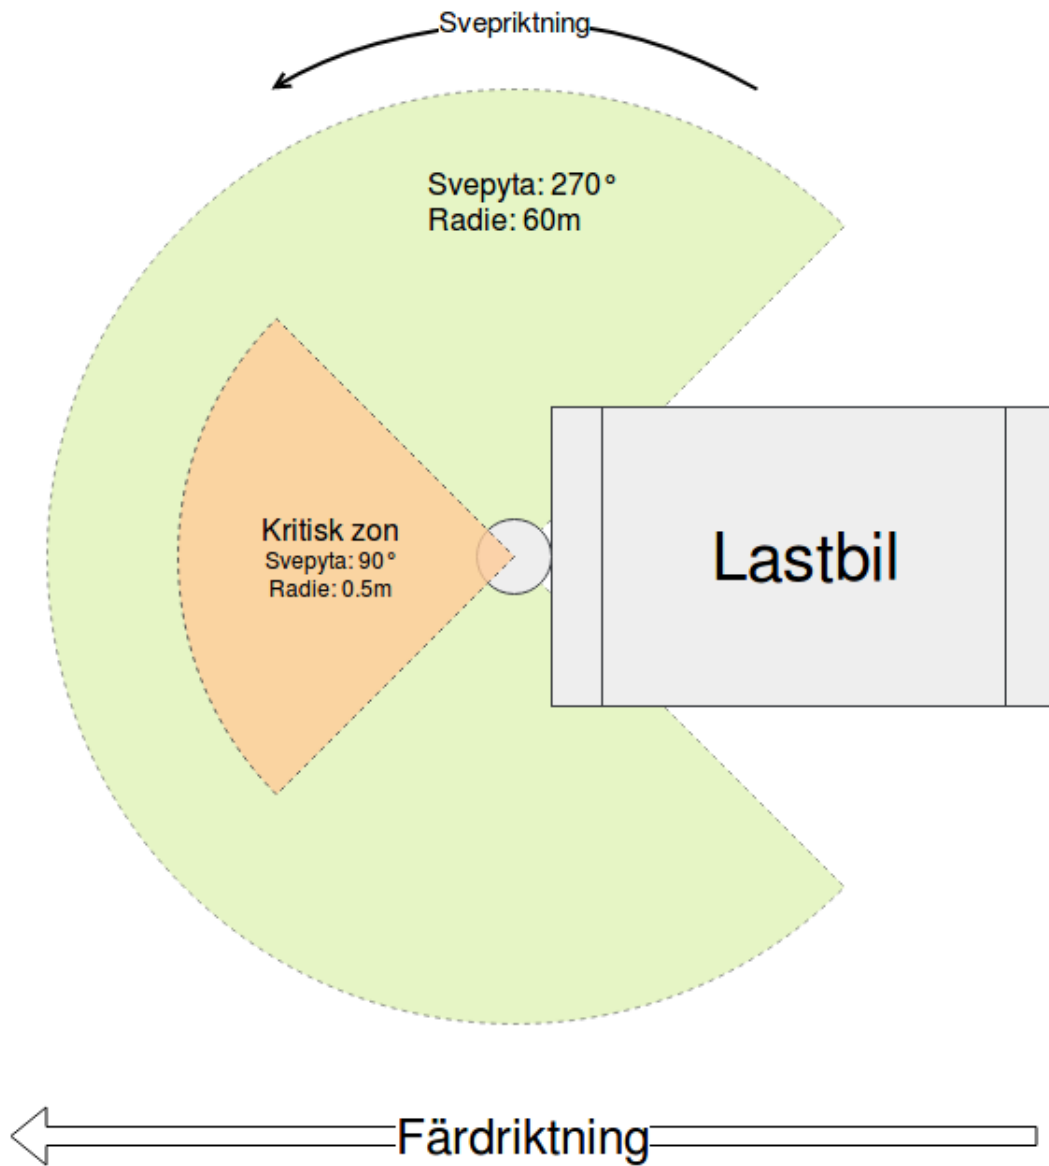 Svepriktning
Svepyta: 270°
Radie: 60m
Kritisk zon
Svepyta: 90°
Radie: 0.5m
Lastbil
Färdriktning